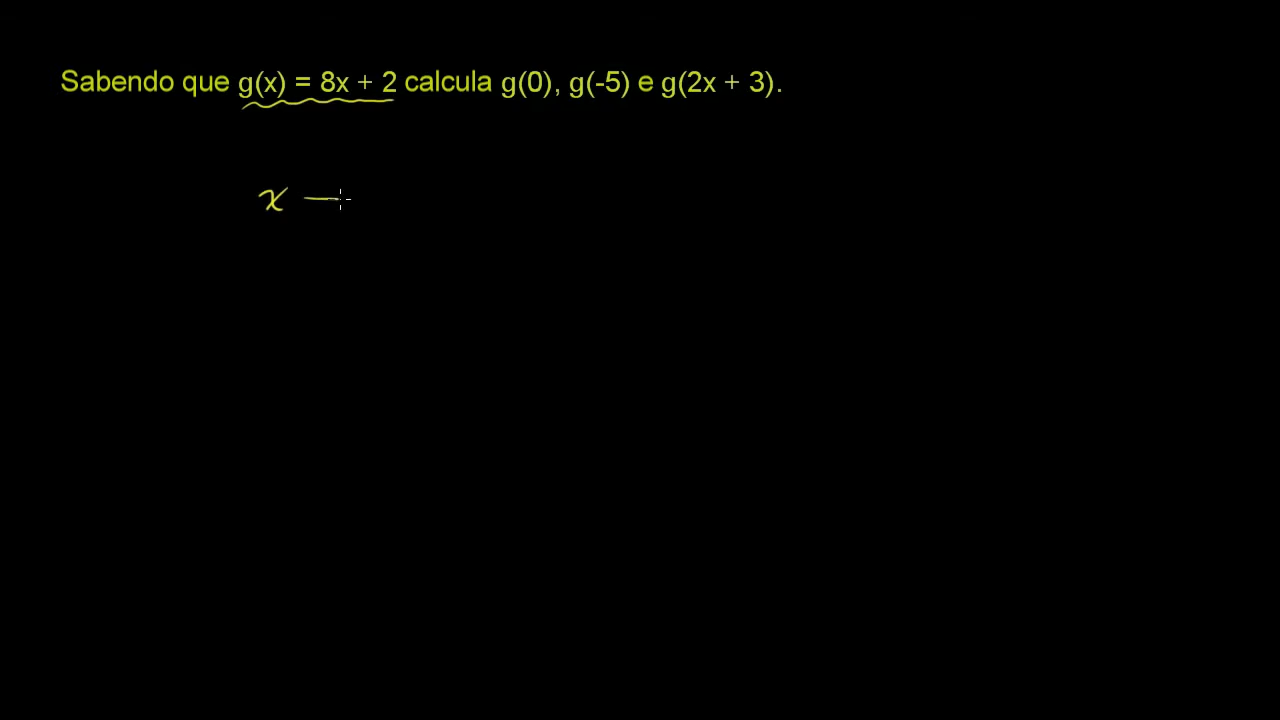 Sabendo que g(x) = 8x + 2 calcula g(0), g(-5) e g(2x + 3).
x —